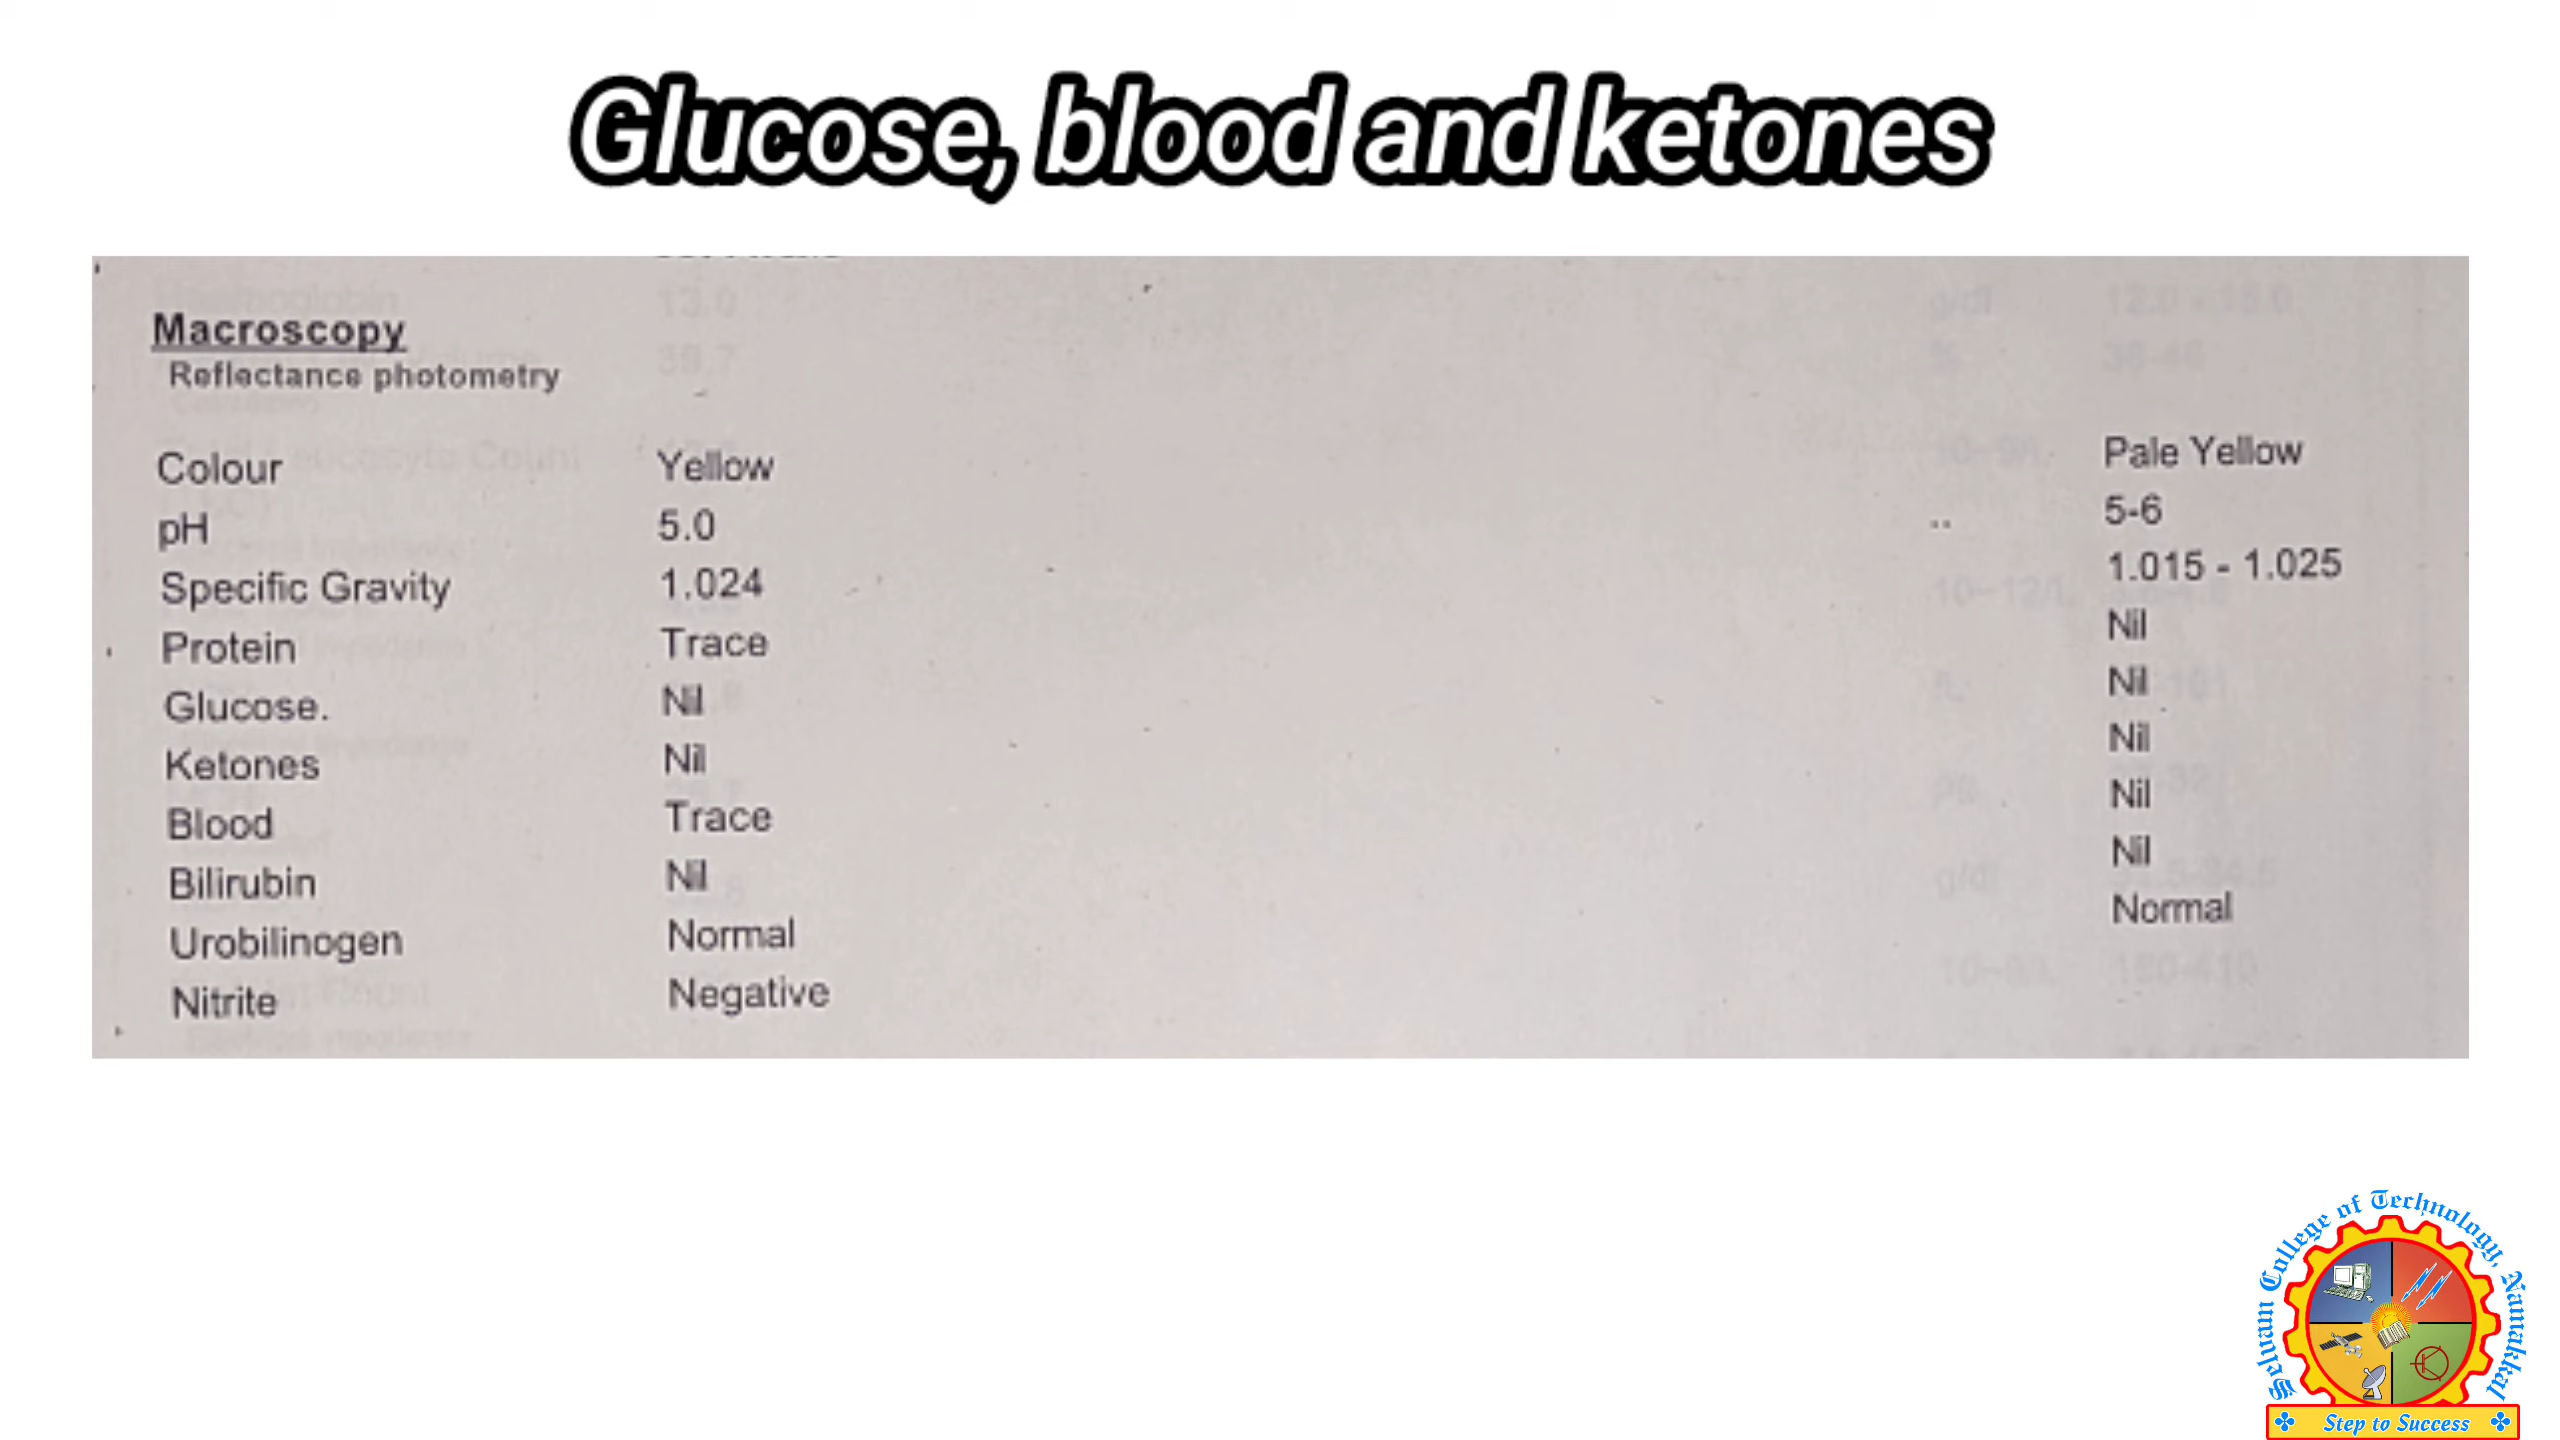 Glucose, blood and ketones
Macroscopy
Reflectance photometry
Colour Yellow Pale Yellow
pH 5.0 5-6
Specific Gravity 1.024 1.015 - 1.025
Protein Trace Nil
Glucose. Nil Nil
Ketones Nil Nil
Blood Trace Nil
Bilirubin Nil Nil
Urobilinogen Normal Normal
Nitrite Negative
Selvam College of Technology, Namakkal
Step to Success